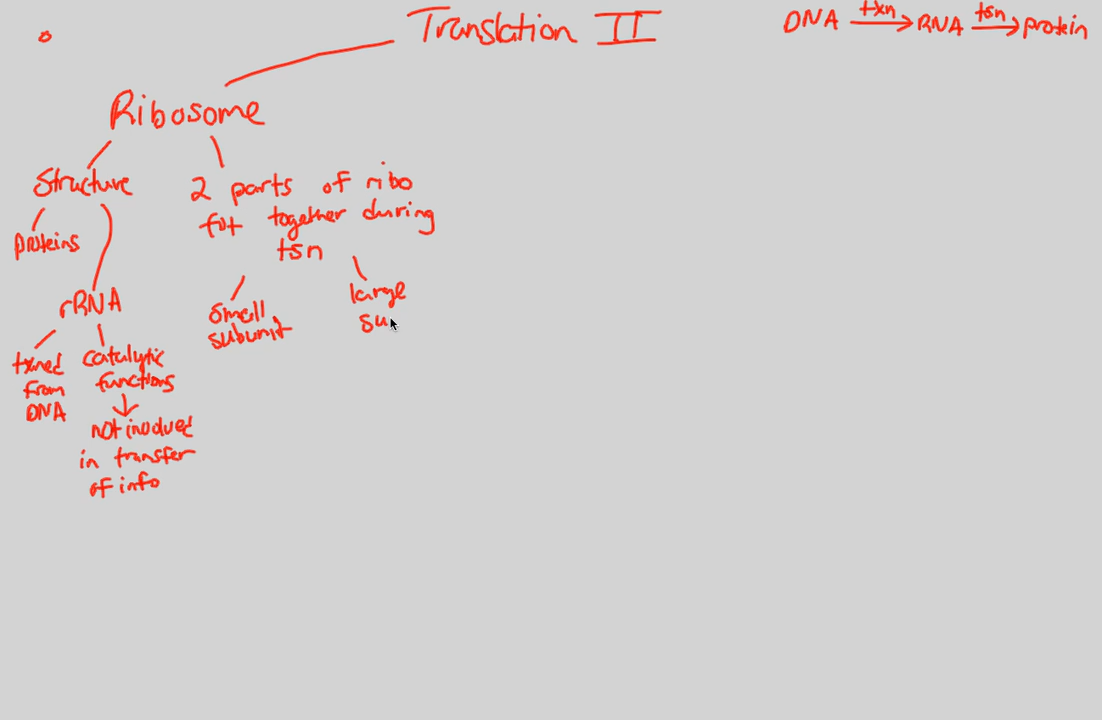 Translation II
DNA txn RNA tsn protein
Ribosome
Structure
proteins
rRNA
txned
from
DNA
catalytic
functions
not involved
in transfer
of info
2 parts of ribo
fit together during
tsn
small
subunit
large
su